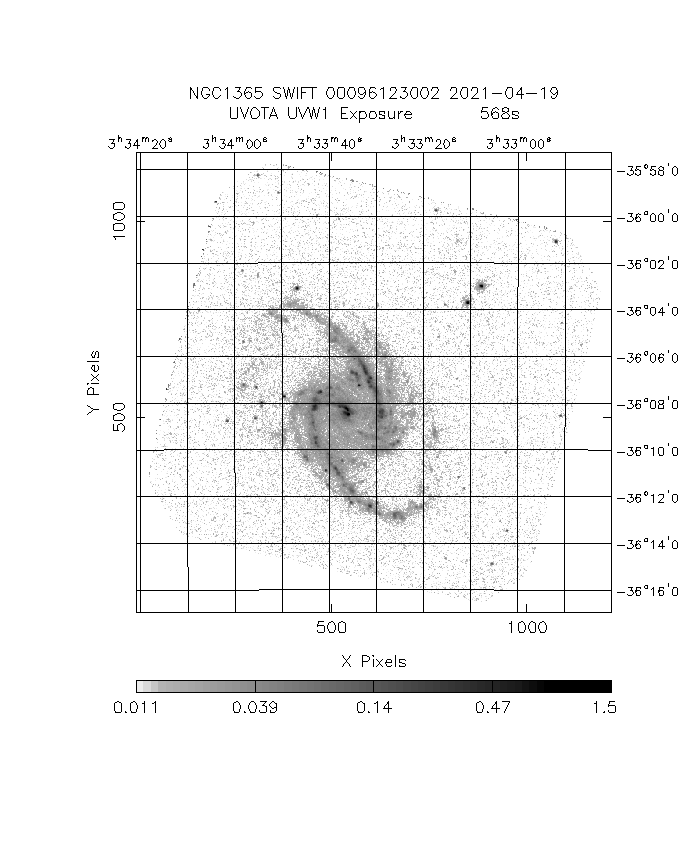 NGC1365 SWIFT 00096123002 2021-04-19
UVOTA UVW1 Exposure 568s
3ʰ34ᵐ20ˢ 3ʰ34ᵐ00ˢ 3ʰ33ᵐ40ˢ 3ʰ33ᵐ20ˢ 3ʰ33ᵐ00ˢ
-35°58'0
1000
-36°00'0
-36°02'0
-36°04'0
-36°06'0
Y Pixels
-36°08'0
500
-36°10'0
-36°12'0
-36°14'0
-36°16'0
500 1000
X Pixels
0.011 0.039 0.14 0.47 1.5